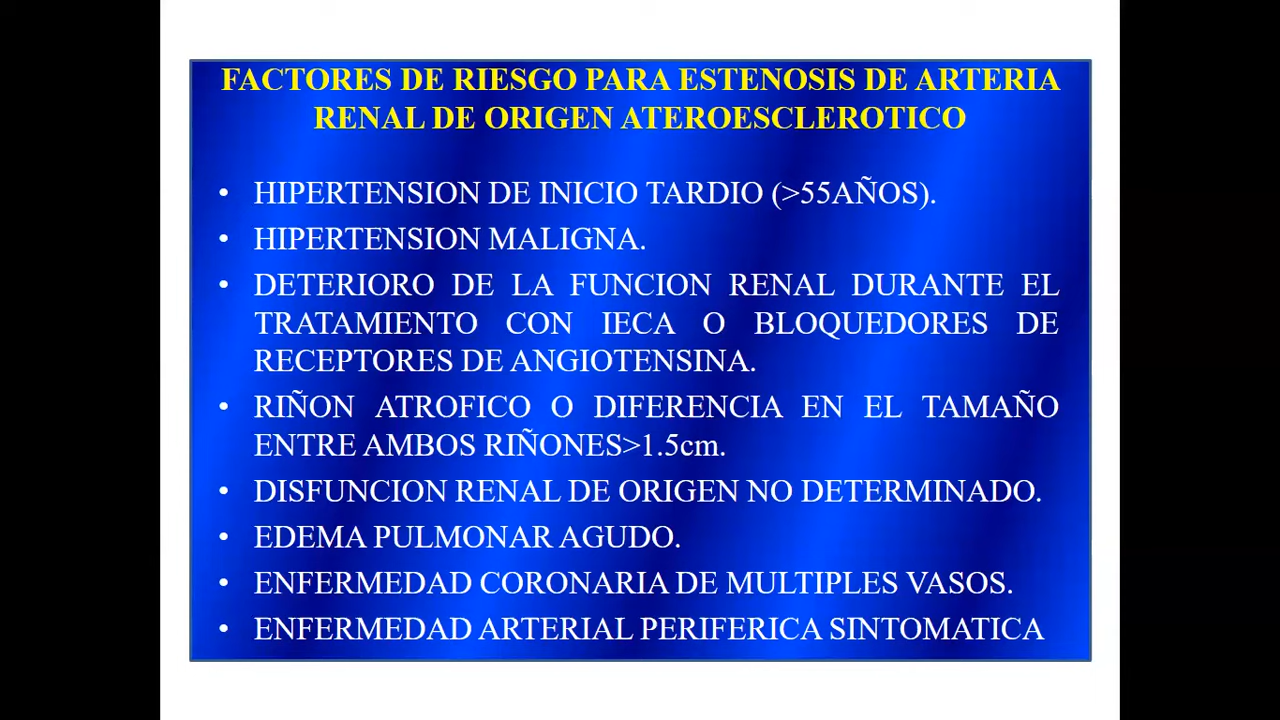 FACTORES DE RIESGO PARA ESTENOSIS DE ARTERIA
RENAL DE ORIGEN ATEROESCLEROTICO
• HIPERTENSION DE INICIO TARDIO (>55AÑOS).
• HIPERTENSION MALIGNA.
• DETERIORO DE LA FUNCION RENAL DURANTE EL
TRATAMIENTO CON IECA O BLOQUEDORES DE
RECEPTORES DE ANGIOTENSINA.
• RIÑON ATROFICO O DIFERENCIA EN EL TAMAÑO
ENTRE AMBOS RIÑONES>1.5cm.
• DISFUNCION RENAL DE ORIGEN NO DETERMINADO.
• EDEMA PULMONAR AGUDO.
• ENFERMEDAD CORONARIA DE MULTIPLES VASOS.
• ENFERMEDAD ARTERIAL PERIFERICA SINTOMATICA